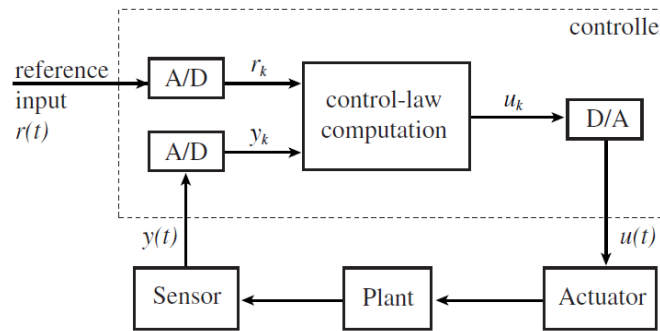 controlle
reference
input
r(t)
A/D
r_k
control-law
computation
u_k
D/A
A/D
y_k
y(t)
u(t)
Sensor
Plant
Actuator